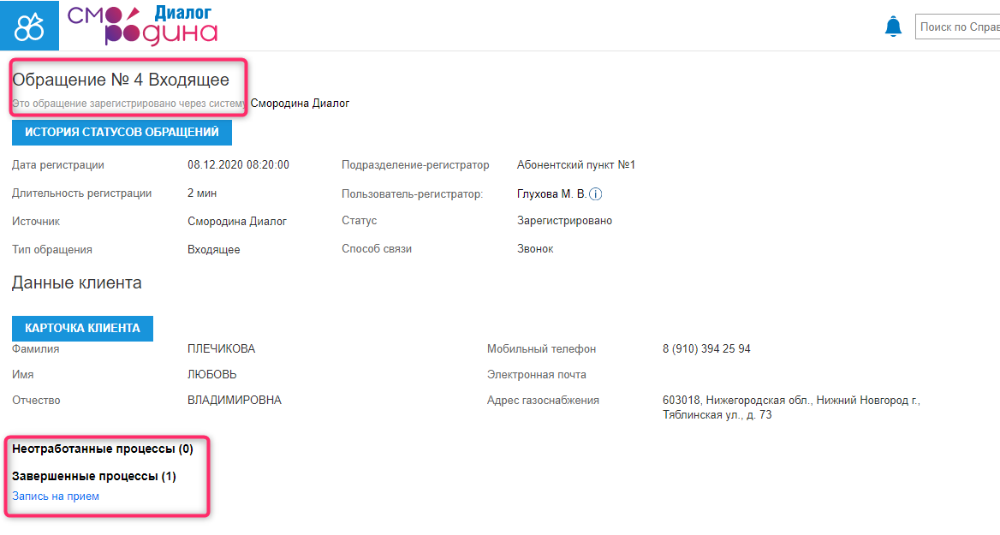 СМОРОДИНА Диалог
Поиск по Справ
Обращение № 4 Входящее
Это обращение зарегистрировано через систему Смородина Диалог
ИСТОРИЯ СТАТУСОВ ОБРАЩЕНИЙ
Дата регистрации 08.12.2020 08:20:00 Подразделение-регистратор Абонентский пункт №1
Длительность регистрации 2 мин Пользователь-регистратор: Глухова М. В. i
Источник Смородина Диалог Статус Зарегистрировано
Тип обращения Входящее Способ связи Звонок
Данные клиента
КАРТОЧКА КЛИЕНТА
Фамилия ПЛЕЧИКОВА Мобильный телефон 8 (910) 394 25 94
Имя ЛЮБОВЬ Электронная почта
Отчество ВЛАДИМИРОВНА Адрес газоснабжения 603018, Нижегородская обл., Нижний Новгород г.,
Тяблинская ул., д. 73
Неотработанные процессы (0)
Завершенные процессы (1)
Запись на прием